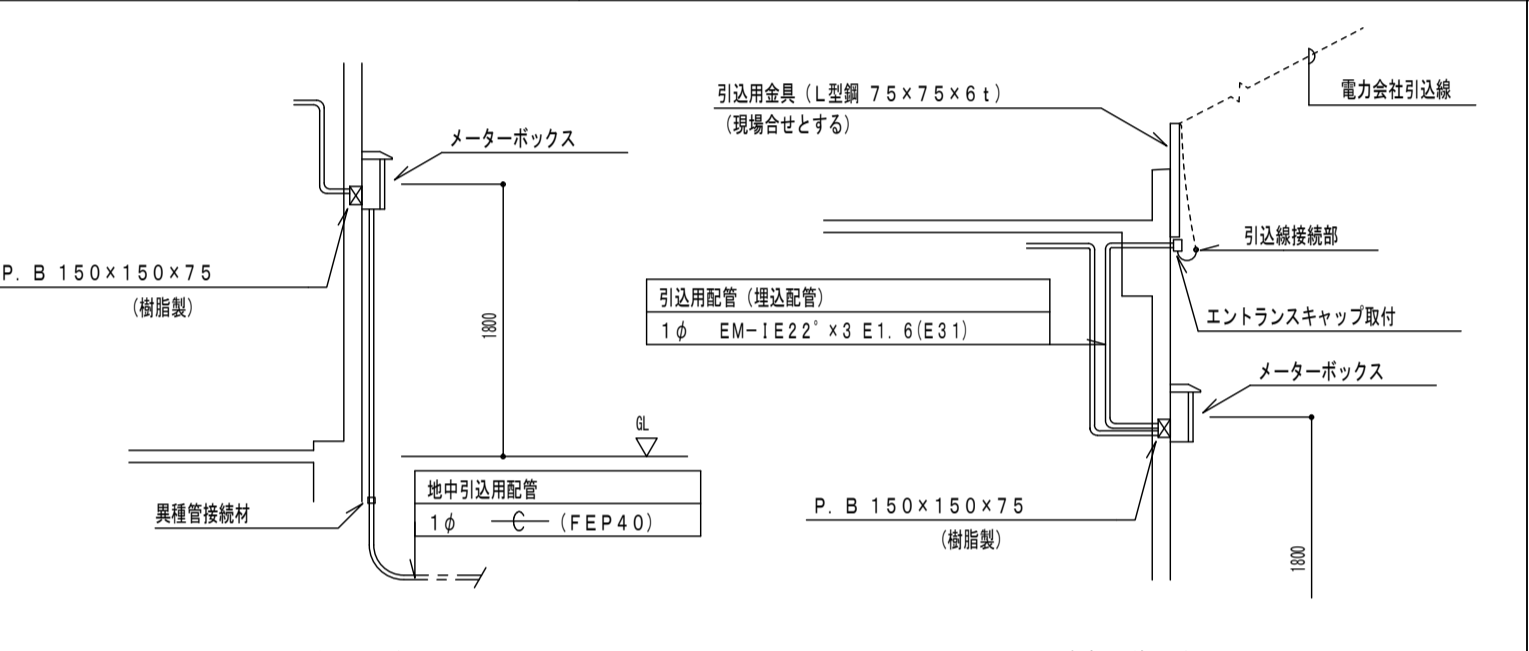 メーターボックス
P. B 150×150×75
(樹脂製)
1800
GL
異種管接続材
地中引込用配管
1φ C (FEP40)
引込用金具(L型鋼 75×75×6t)
(現場合せとする)
電力会社引込線
引込線接続部
引込用配管(埋込配管)
1φ EM-IE22°×3 E1. 6(E31)
エントランスキャップ取付
メーターボックス
P. B 150×150×75
(樹脂製)
1800